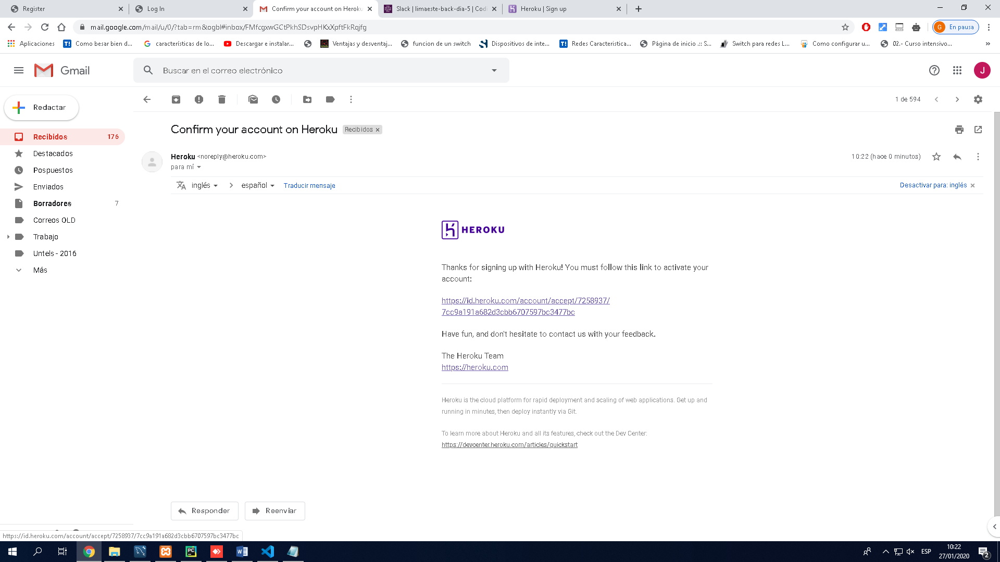 Register
Log In
Confirm your account on Heroku
Slack | limaeste-back-dia-5 | Codi
Heroku | Sign up
mail.google.com/mail/u/0/?tab=rm&ogbl#inbox/FMfcgxwGCtPkhSDsvpHKxXpftFkRqjfg
G
En pausa
Aplicaciones
Como besar bien d...
características de lo...
Descargar e instalar...
Ventajas y desventaj...
funcion de un switch
Dispositivos de inte...
Redes Caracteristica...
Página de inicio .:: S...
Switch para redes L...
Como configurar u...
02.- Curso intensivo...
»
Gmail
Buscar en el correo electrónico
J
Redactar
1 de 594
Recibidos 176
Destacados
Pospuestos
Enviados
Borradores 7
Correos OLD
Trabajo
Untels - 2016
Más
Confirm your account on Heroku
Recibidos
Heroku <noreply@heroku.com>
10:22 (hace 0 minutos)
para mí
inglés
español
Traducir mensaje
Desactivar para: inglés
HEROKU
Thanks for signing up with Heroku! You must follow this link to activate your
account:
https://id.heroku.com/account/accept/7258937/
7cc9a191a682d3cbb6707597bc3477bc
Have fun, and don't hesitate to contact us with your feedback.
The Heroku Team
https://heroku.com
Heroku is the cloud platform for rapid deployment and scaling of web applications. Get up and
running in minutes, then deploy instantly via Git.
To learn more about Heroku and all its features, check out the Dev Center:
https://devcenter.heroku.com/articles/quickstart
Responder
Reenviar
https://id.heroku.com/account/accept/7258937/7cc9a191a682d3cbb6707597bc3477bc
ESP
10:22
27/01/2020
2